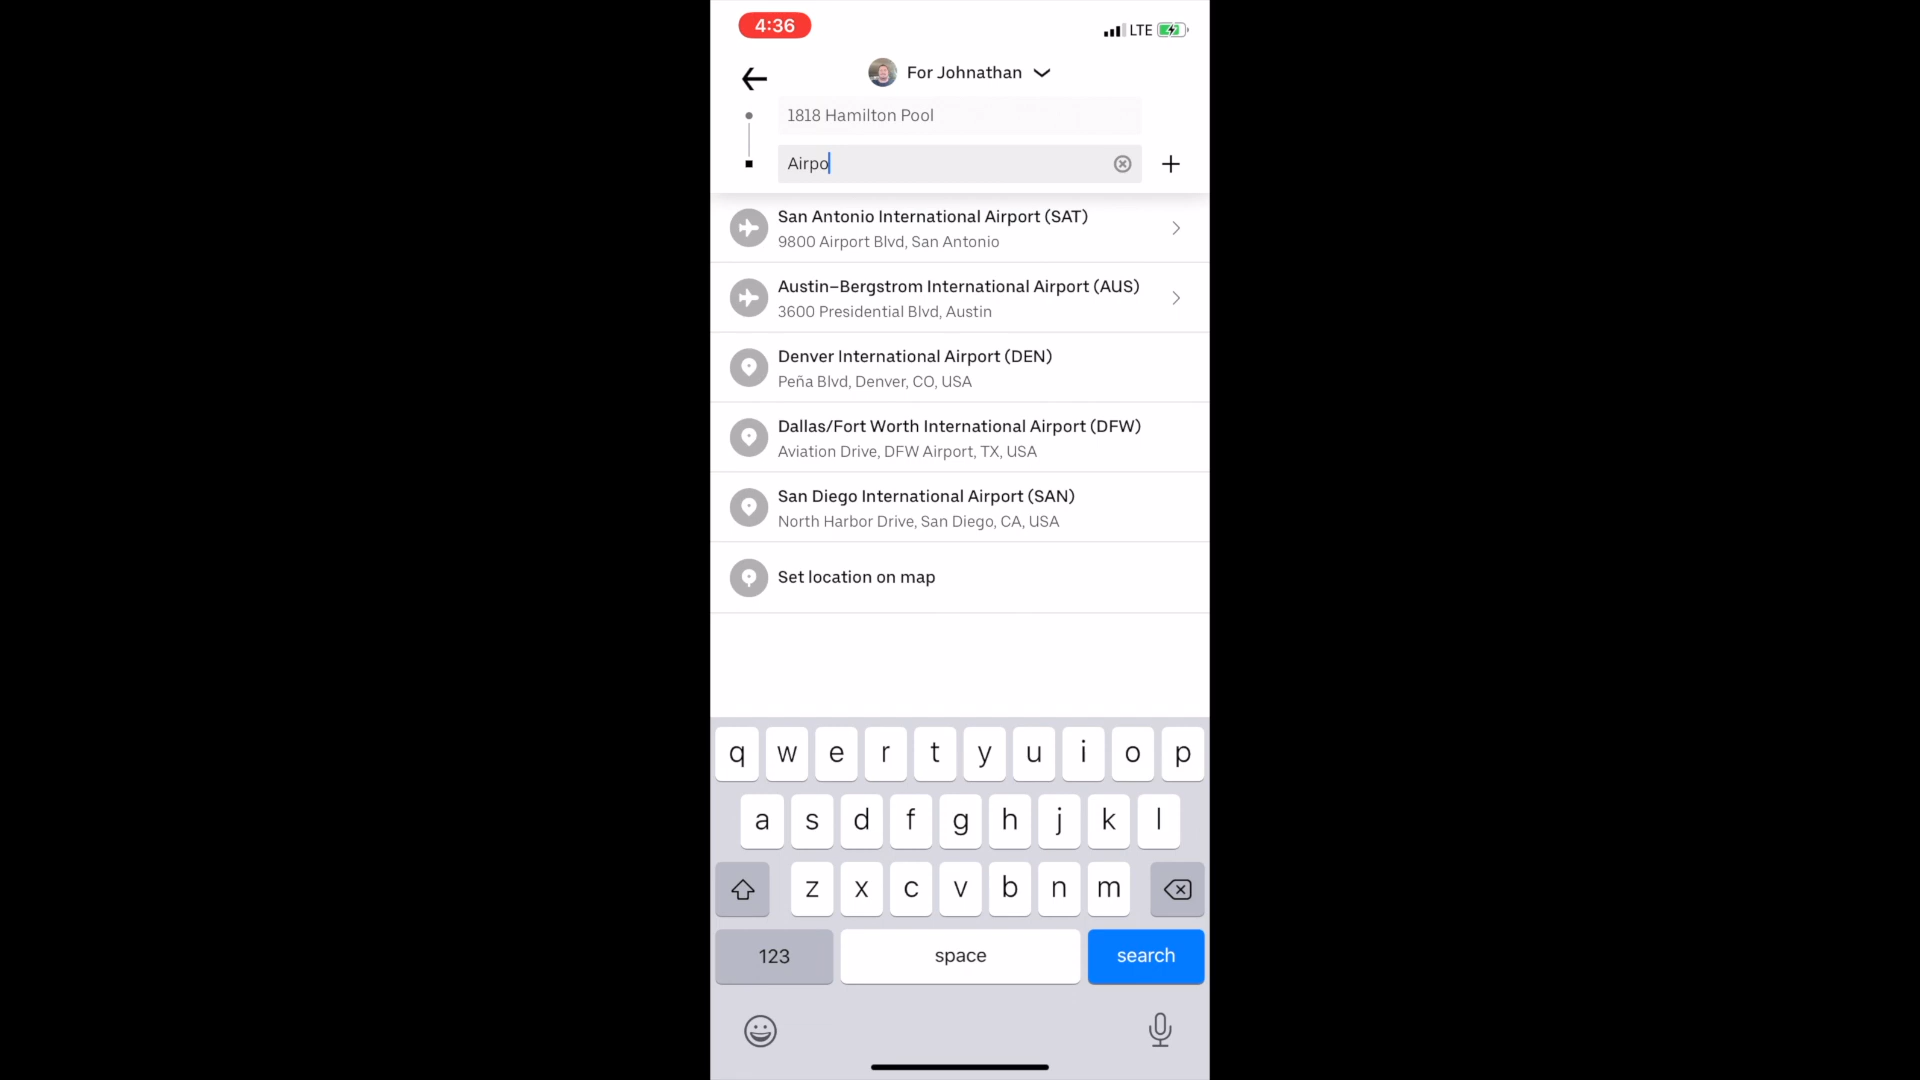 4:36
LTE
For Johnathan
1818 Hamilton Pool
Airpo
San Antonio International Airport (SAT)
9800 Airport Blvd, San Antonio
Austin–Bergstrom International Airport (AUS)
3600 Presidential Blvd, Austin
Denver International Airport (DEN)
Peña Blvd, Denver, CO, USA
Dallas/Fort Worth International Airport (DFW)
Aviation Drive, DFW Airport, TX, USA
San Diego International Airport (SAN)
North Harbor Drive, San Diego, CA, USA
Set location on map
q w e r t y u i o p
a s d f g h j k l
z x c v b n m
123 space search